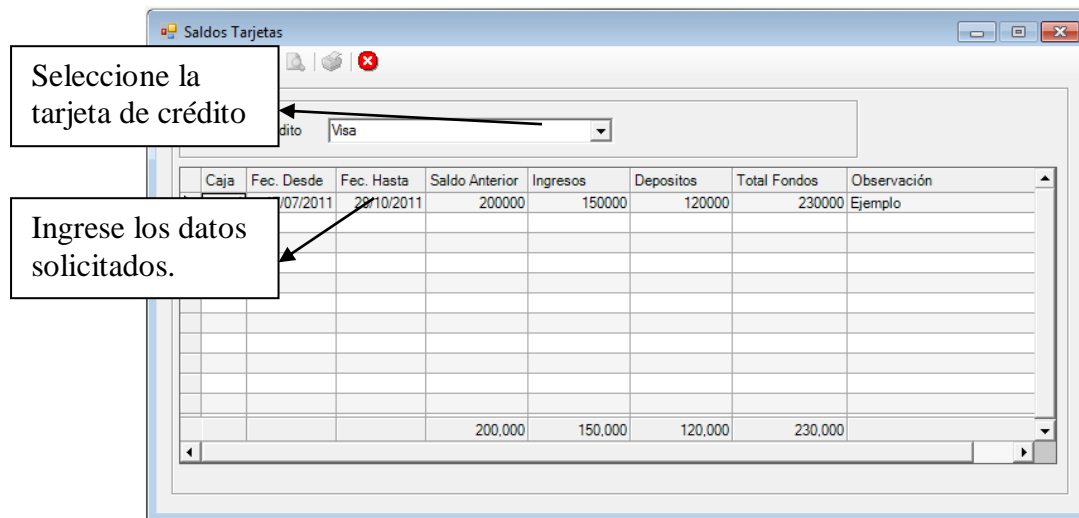 Saldos Tarjetas
Seleccione la
tarjeta de crédito
Visa
Caja Fec. Desde Fec. Hasta Saldo Anterior Ingresos Depositos Total Fondos Observación
/07/2011 /10/2011 200000 150000 120000 230000 Ejemplo
Ingrese los datos
solicitados.
200,000 150,000 120,000 230,000